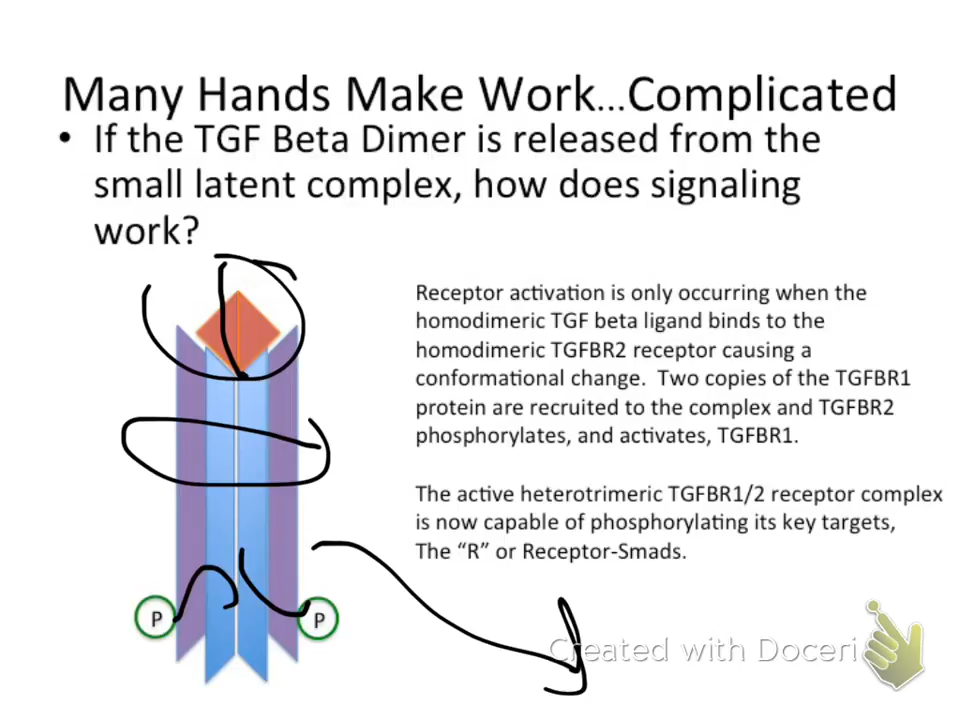 Many Hands Make Work...Complicated
• If the TGF Beta Dimer is released from the
small latent complex, how does signaling
work?
Receptor activation is only occurring when the
homodimeric TGF beta ligand binds to the
homodimeric TGFBR2 receptor causing a
conformational change. Two copies of the TGFBR1
protein are recruited to the complex and TGFBR2
phosphorylates, and activates, TGFBR1.
The active heterotrimeric TGFBR1/2 receptor complex
is now capable of phosphorylating its key targets,
The “R” or Receptor-Smads.
P P
Created with Doceri